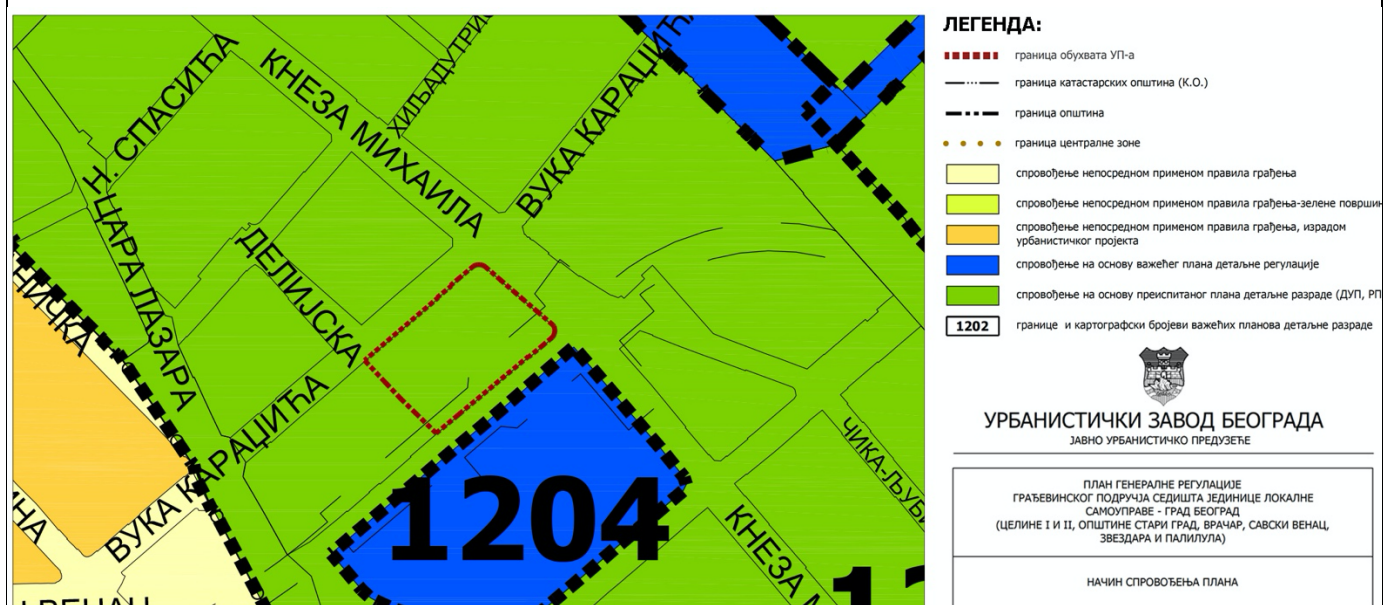 Н. СПАСИЋА
КНЕЗА МИХАИЛА
ХИЉАДУТРИ
ВУКА КАРАЏИЋА
ЦАРА ЛАЗАРА
ДЕЛИЈСКА
НИЧКА
ВУКА КАРАЏИЋА
1204
ЧИКА-ЉУБИ
КНЕЗА М
ЛЕГЕНДА:
граница обухвата УП-а
граница катастарских општина (К.О.)
граница општина
граница централне зоне
спровођење непосредном применом правила грађења
спровођење непосредном применом правила грађења-зелене површин
спровођење непосредном применом правила грађења, израдом
урбанистичког пројекта
спровођење на основу важећег плана детаљне регулације
спровођење на основу преиспитаног плана детаљне разраде (ДУП, РП
1202 границе и картографски бројеви важећих планова детаљне разраде
УРБАНИСТИЧКИ ЗАВОД БЕОГРАДА
ЈАВНО УРБАНИСТИЧКО ПРЕДУЗЕЋЕ
ПЛАН ГЕНЕРАЛНЕ РЕГУЛАЦИЈЕ
ГРАЂЕВИНСКОГ ПОДРУЧЈА СЕДИШТА ЈЕДИНИЦЕ ЛОКАЛНЕ
САМОУПРАВЕ - ГРАД БЕОГРАД
(ЦЕЛИНЕ I И II, ОПШТИНЕ СТАРИ ГРАД, ВРАЧАР, САВСКИ ВЕНАЦ,
ЗВЕЗДАРА И ПАЛИЛУЛА)
НАЧИН СПРОВОЂЕЊА ПЛАНА